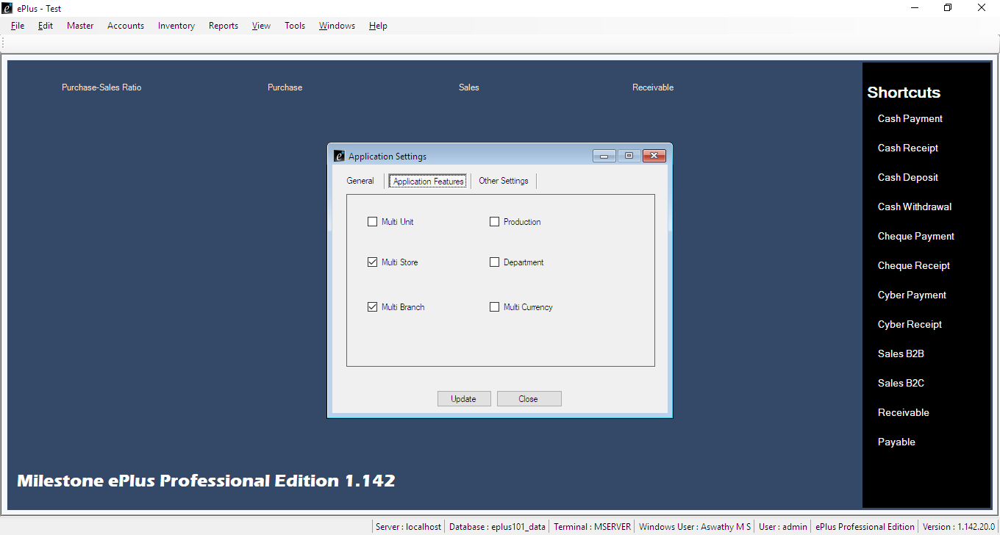 ePlus - Test
File Edit Master Accounts Inventory Reports View Tools Windows Help
Purchase-Sales Ratio Purchase Sales Receivable
Application Settings
General Application Features Other Settings
Multi Unit Production
Multi Store Department
Multi Branch Multi Currency
Update Close
Shortcuts
Cash Payment
Cash Receipt
Cash Deposit
Cash Withdrawal
Cheque Payment
Cheque Receipt
Cyber Payment
Cyber Receipt
Sales B2B
Sales B2C
Receivable
Payable
Milestone ePlus Professional Edition 1.142
Server : localhost Database : eplus101_data Terminal : MSERVER Windows User : Aswathy M S User : admin ePlus Professional Edition Version : 1.142.20.0